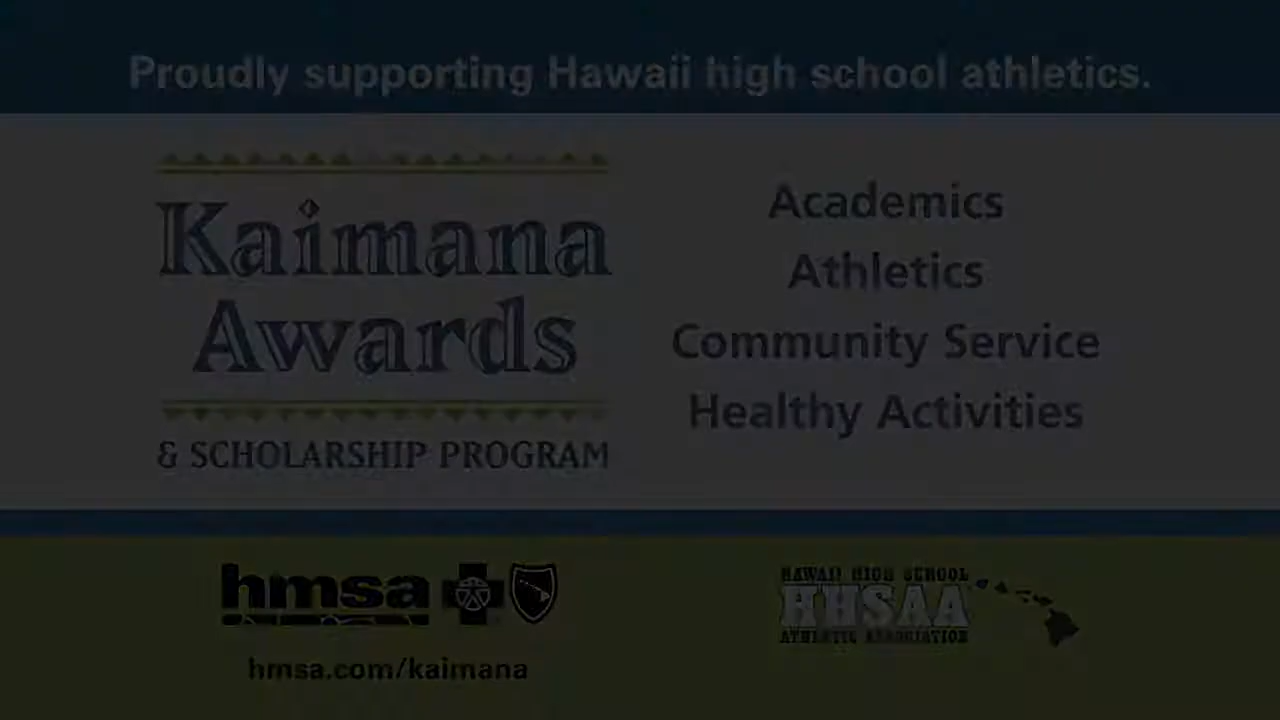 Proudly supporting Hawaii high school athletics.
Kaimana
Awards
& SCHOLARSHIP PROGRAM
Academics
Athletics
Community Service
Healthy Activities
hmsa
hmsa.com/kaimana
HAWAII HIGH SCHOOL
HHSAA
ATHLETIC ASSOCIATION